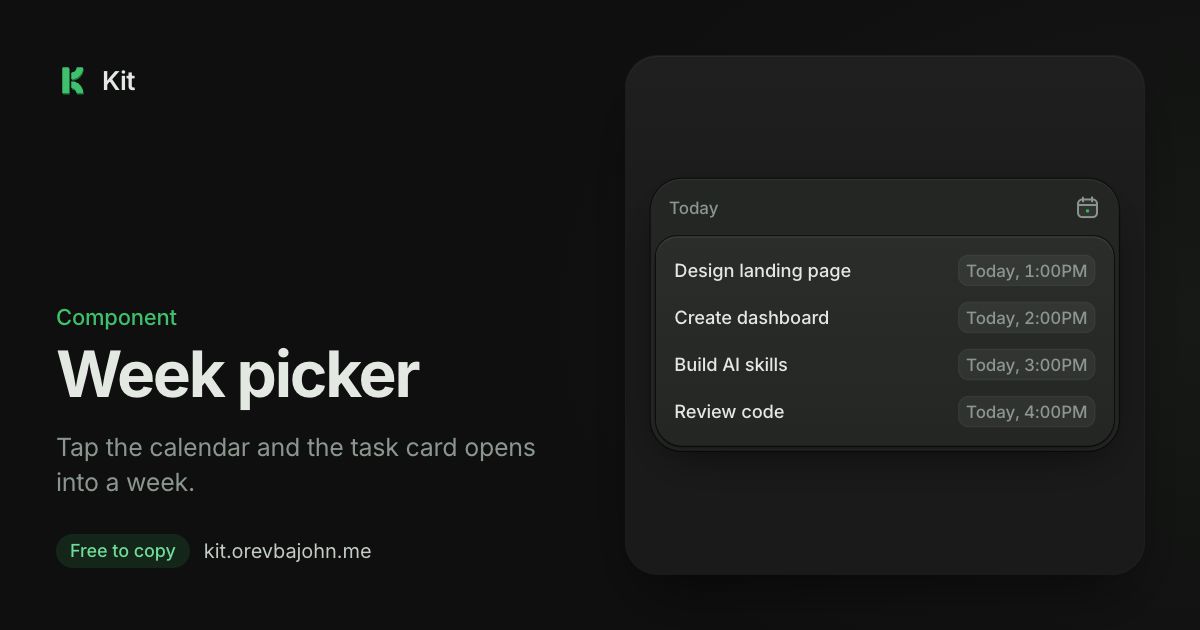 Kit
Component
Week picker
Tap the calendar and the task card opens
into a week.
Free to copy
kit.orevbajohn.me
Today
Design landing page
Today, 1:00PM
Create dashboard
Today, 2:00PM
Build AI skills
Today, 3:00PM
Review code
Today, 4:00PM